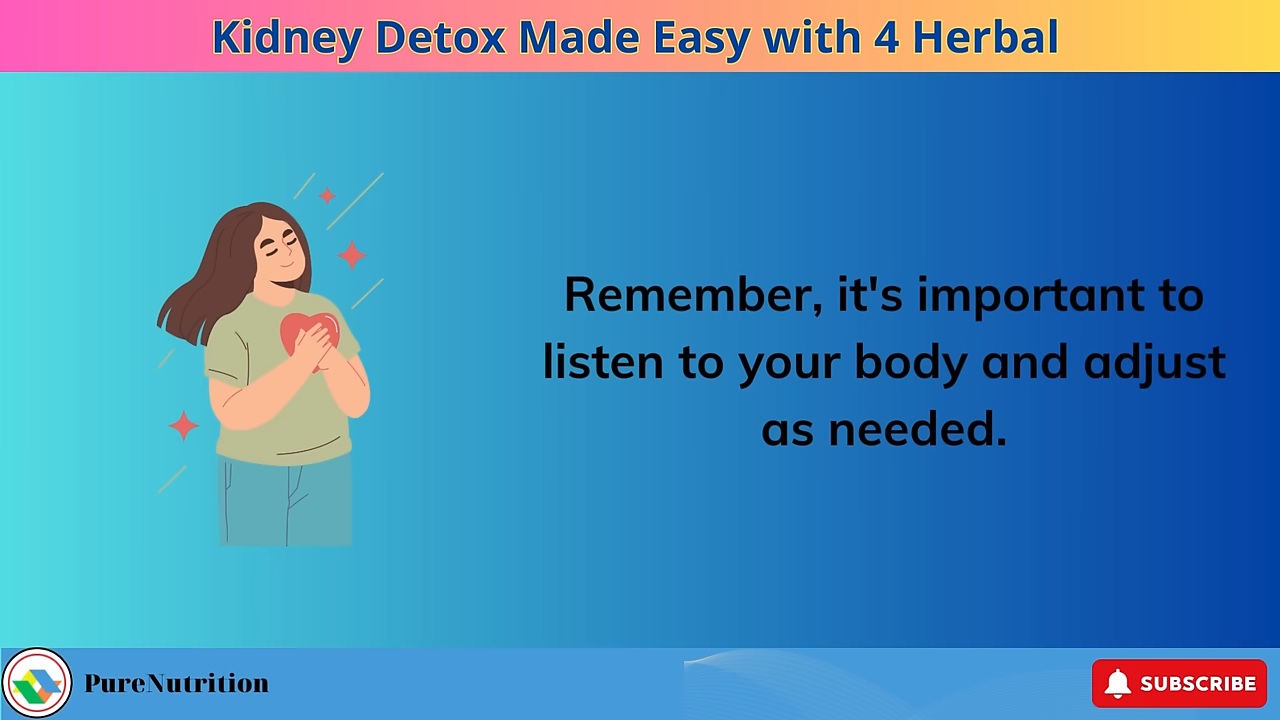 Kidney Detox Made Easy with 4 Herbal
Remember, it's important to
listen to your body and adjust
as needed.
PureNutrition
SUBSCRIBE